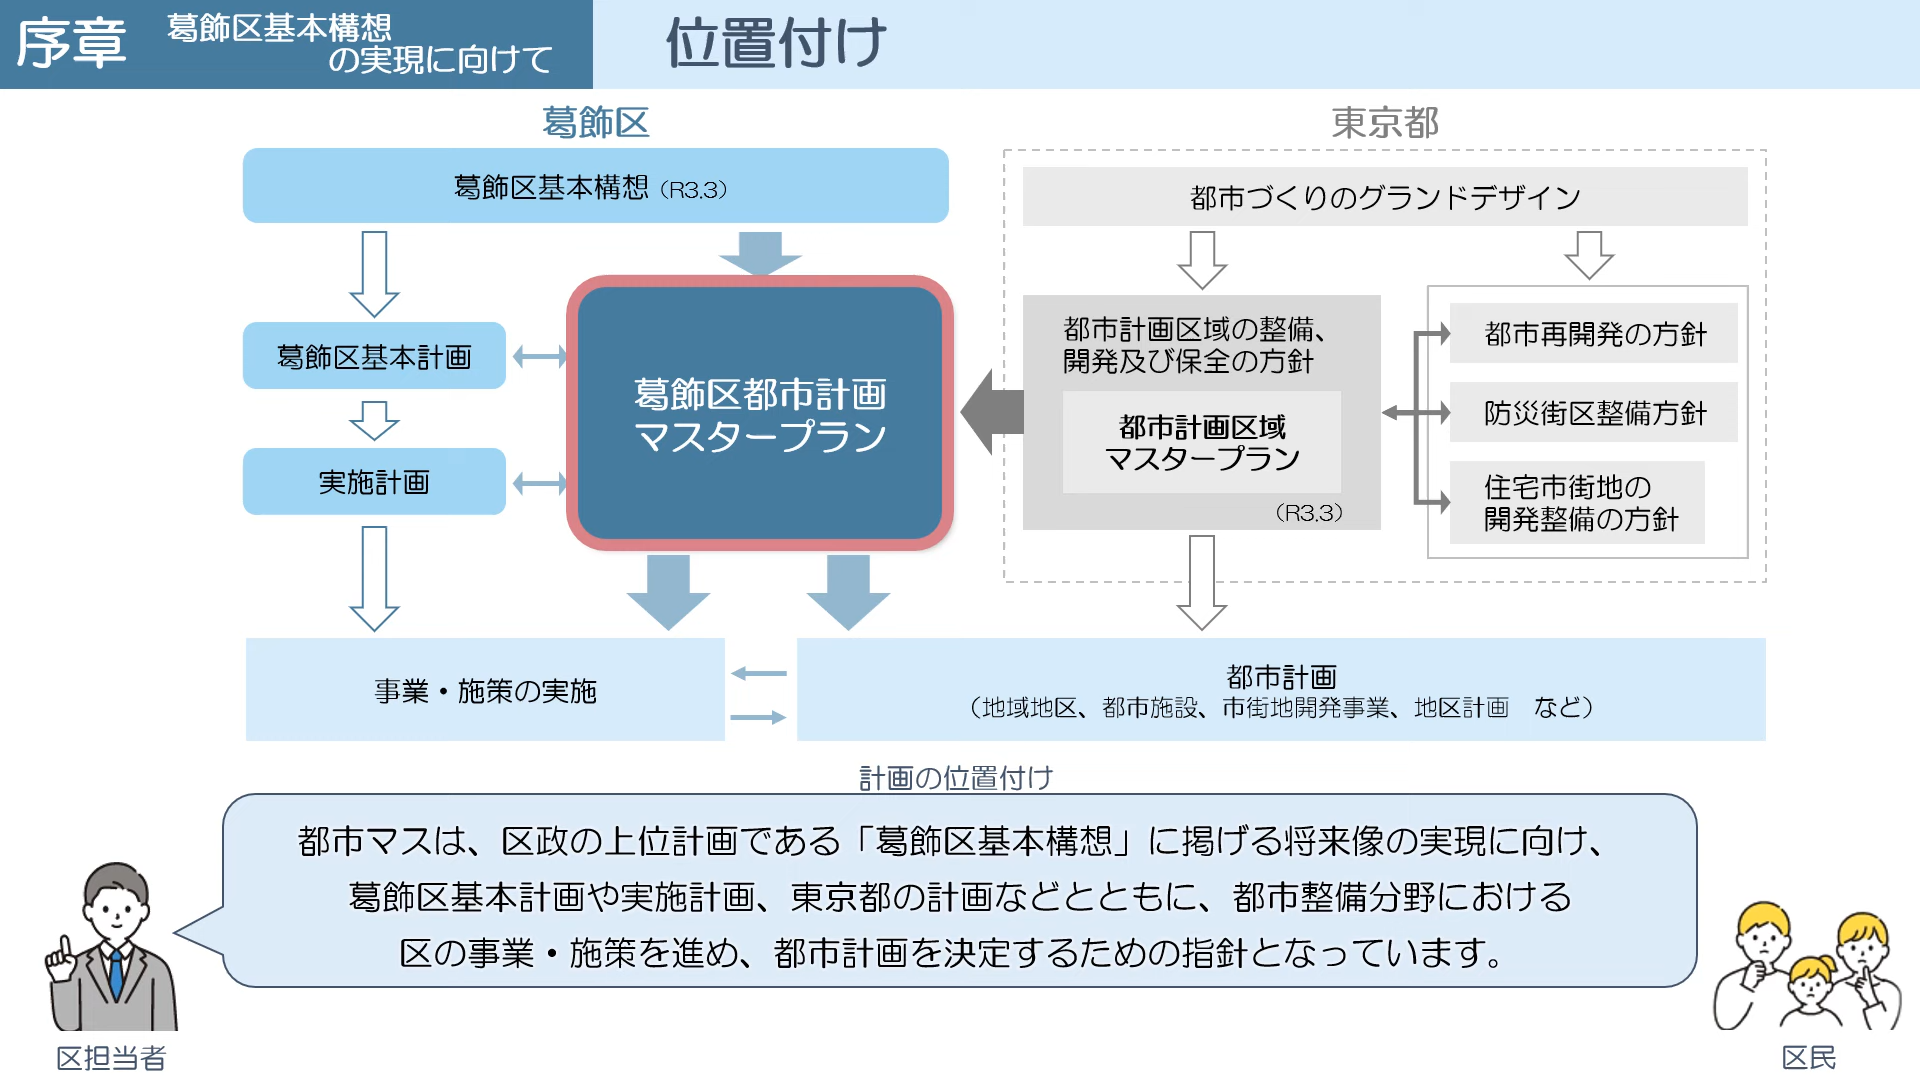 序章
葛飾区基本構想
の実現に向けて
位置付け
葛飾区
葛飾区基本構想（R3.3）
葛飾区基本計画
実施計画
葛飾区都市計画
マスタープラン
東京都
都市づくりのグランドデザイン
都市計画区域の整備、
開発及び保全の方針
都市計画区域
マスタープラン
（R3.3）
都市再開発の方針
防災街区整備方針
住宅市街地の
開発整備の方針
事業・施策の実施
都市計画
（地域地区、都市施設、市街地開発事業、地区計画　など）
計画の位置付け
都市マスは、区政の上位計画である「葛飾区基本構想」に掲げる将来像の実現に向け、
葛飾区基本計画や実施計画、東京都の計画などとともに、都市整備分野における
区の事業・施策を進め、都市計画を決定するための指針となっています。
区担当者
区民